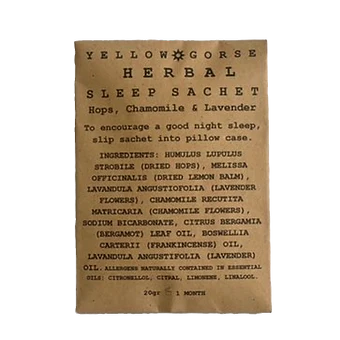 YELLOW GORSE
HERBAL
SLEEP SACHET
Hops, Chamomile & Lavender
To encourage a good night sleep,
slip sachet into pillow case.
INGREDIENTS: HUMULUS LUPULUS
STROBILE (DRIED HOPS), MELISSA
OFFICINALIS (DRIED LEMON BALM),
LAVANDULA ANGUSTIFOLIA (LAVENDER
FLOWERS), CHAMOMILE RECUTITA
MATRICARIA (CHAMOMILE FLOWERS),
SODIUM BICARBONATE, CITRUS BERGAMIA
(BERGAMOT) LEAF OIL, BOSWELLIA
CARTERII (FRANKINCENSE) OIL,
LAVANDULA ANGUSTIFOLIA (LAVENDER)
OIL. ALLERGENS NATURALLY CONTAINED IN ESSENTIAL
OILS: CITRONELLOL, CITRAL, LIMONENE, LINALOOL.
20gr 1 MONTH